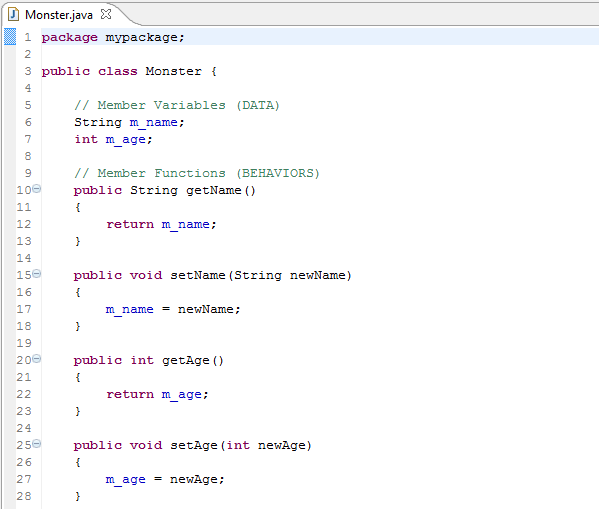 Monster.java
1 package mypackage;
2
3 public class Monster {
4
5 // Member Variables (DATA)
6 String m_name;
7 int m_age;
8
9 // Member Functions (BEHAVIORS)
10 public String getName()
11 {
12 return m_name;
13 }
14
15 public void setName(String newName)
16 {
17 m_name = newName;
18 }
19
20 public int getAge()
21 {
22 return m_age;
23 }
24
25 public void setAge(int newAge)
26 {
27 m_age = newAge;
28 }